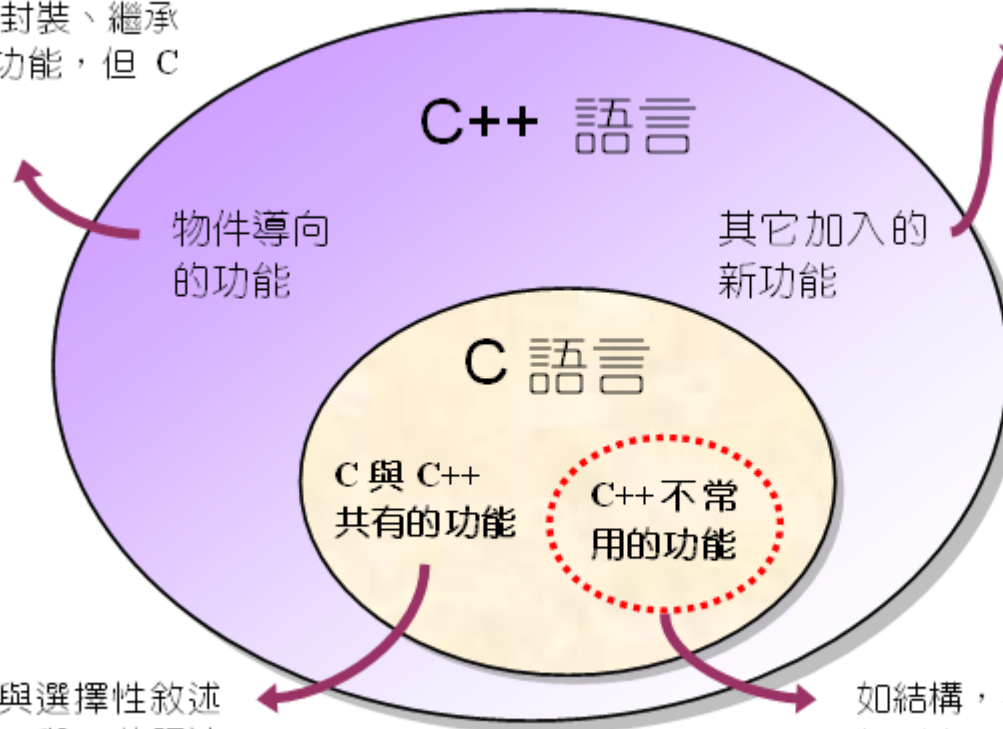 封裝、繼承
功能，但 C
C++ 語言
物件導向
的功能
其它加入的
新功能
C 語言
C 與 C++
共有的功能
C++ 不常
用的功能
與選擇性敘述
如結構，